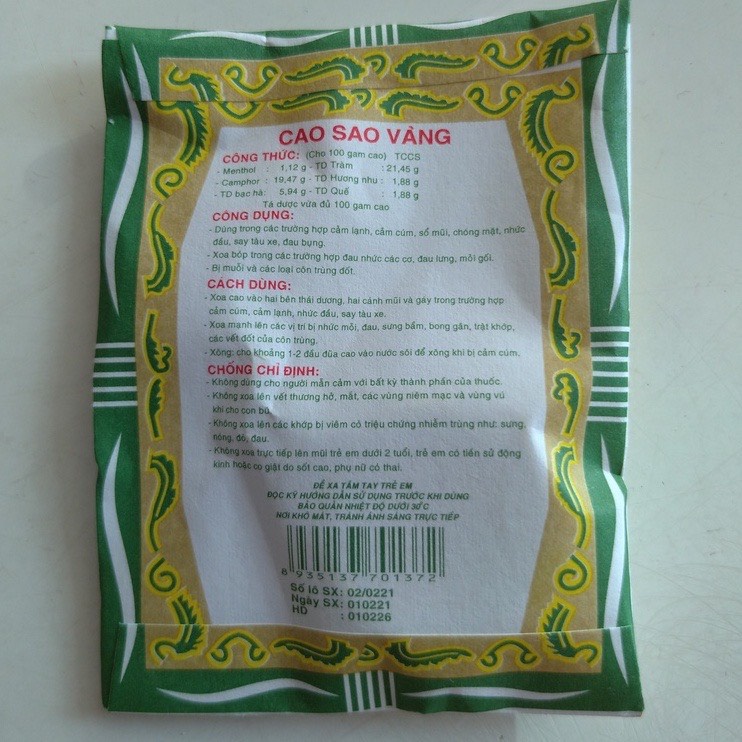 CAO SAO VÀNG
CÔNG THỨC: (Cho 100 gam cao) TCCS
- Menthol : 1,12 g - TD Tràm : 21,45 g
- Camphor : 19,47 g - TD Hương nhu : 1,88 g
- TD bạc hà: 5,94 g - TD Quế : 1,88 g
Tá dược vừa đủ 100 gam cao
CÔNG DỤNG:
- Dùng trong các trường hợp cảm lạnh, cảm cúm, sổ mũi, chóng mặt, nhức
đầu, say tàu xe, đau bụng.
- Xoa bóp trong các trường hợp đau nhức các cơ, đau lưng, mỏi gối.
- Bị muỗi và các loại côn trùng đốt.
CÁCH DÙNG:
- Xoa cao vào hai bên thái dương, hai cánh mũi và gáy trong trường hợp
cảm cúm, cảm lạnh, nhức đầu, say tàu xe.
- Xoa mạnh lên các vị trí bị nhức mỏi, đau, sưng bầm, bong gân, trật khớp,
các vết đốt của côn trùng.
- Xông: cho khoảng 1-2 đầu đũa cao vào nước sôi để xông khi bị cảm cúm.
CHỐNG CHỈ ĐỊNH:
- Không dùng cho người mẫn cảm với bất kỳ thành phần của thuốc.
- Không xoa lên vết thương hở, mắt, các vùng niêm mạc và vùng vú
khi cho con bú.
- Không xoa lên các khớp bị viêm có triệu chứng nhiễm trùng như: sưng,
nóng, đỏ, đau.
- Không xoa trực tiếp lên mũi trẻ em dưới 2 tuổi, trẻ em có tiền sử động
kinh hoặc co giật do sốt cao, phụ nữ có thai.
ĐỂ XA TẦM TAY TRẺ EM
ĐỌC KỸ HƯỚNG DẪN SỬ DỤNG TRƯỚC KHI DÙNG
BẢO QUẢN NHIỆT ĐỘ DƯỚI 30°C
NƠI KHÔ MÁT, TRÁNH ÁNH SÁNG TRỰC TIẾP
8 935137 701372
Số lô SX: 02/0221
Ngày SX: 010221
HD : 010226